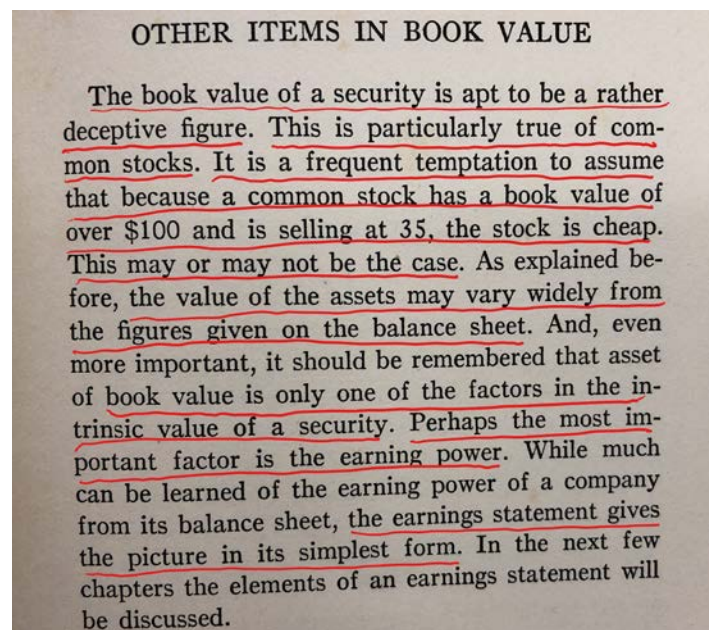 OTHER ITEMS IN BOOK VALUE
The book value of a security is apt to be a rather
deceptive figure. This is particularly true of com-
mon stocks. It is a frequent temptation to assume
that because a common stock has a book value of
over $100 and is selling at 35, the stock is cheap.
This may or may not be the case. As explained be-
fore, the value of the assets may vary widely from
the figures given on the balance sheet. And, even
more important, it should be remembered that asset
of book value is only one of the factors in the in-
trinsic value of a security. Perhaps the most im-
portant factor is the earning power. While much
can be learned of the earning power of a company
from its balance sheet, the earnings statement gives
the picture in its simplest form. In the next few
chapters the elements of an earnings statement will
be discussed.